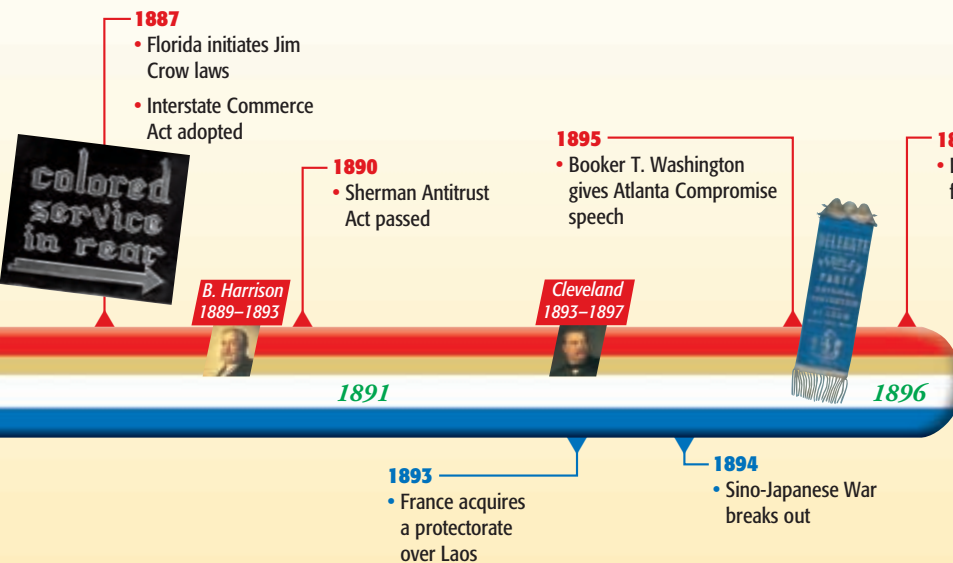 1887
• Florida initiates Jim
Crow laws
• Interstate Commerce
Act adopted
colored
service
in rear
1890
• Sherman Antitrust
Act passed
1895
• Booker T. Washington
gives Atlanta Compromise
speech
B. Harrison
1889–1893
Cleveland
1893–1897
DELEGATE
PARTY
1891
1896
1893
• France acquires
a protectorate
over Laos
1894
• Sino-Japanese War
breaks out